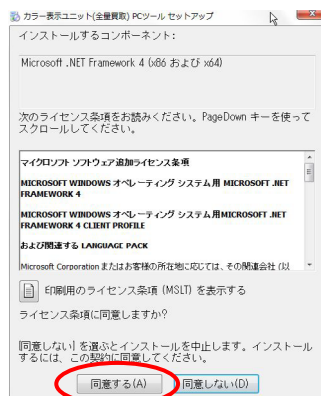 カラー表示ユニット(全量買取) PCツール セットアップ
インストールするコンポーネント:
Microsoft .NET Framework 4 (x86 および x64)
次のライセンス条項をお読みください。PageDown キーを使って
スクロールしてください。
マイクロソフト ソフトウェア追加ライセンス条項
MICROSOFT WINDOWS オペレーティング システム用 MICROSOFT .NET
FRAMEWORK 4
MICROSOFT WINDOWS オペレーティング システム用MICROSOFT .NET
FRAMEWORK 4 CLIENT PROFILE
および関連する LANGUAGE PACK
Microsoft Corporation またはお客様の所在地に応じては、その関連会社 (以
印刷用のライセンス条項 (MSLT) を表示する
ライセンス条項に同意しますか?
[同意しない] を選ぶとインストールを中止します。インストール
するには、この契約に同意してください。
同意する(A)
同意しない(D)